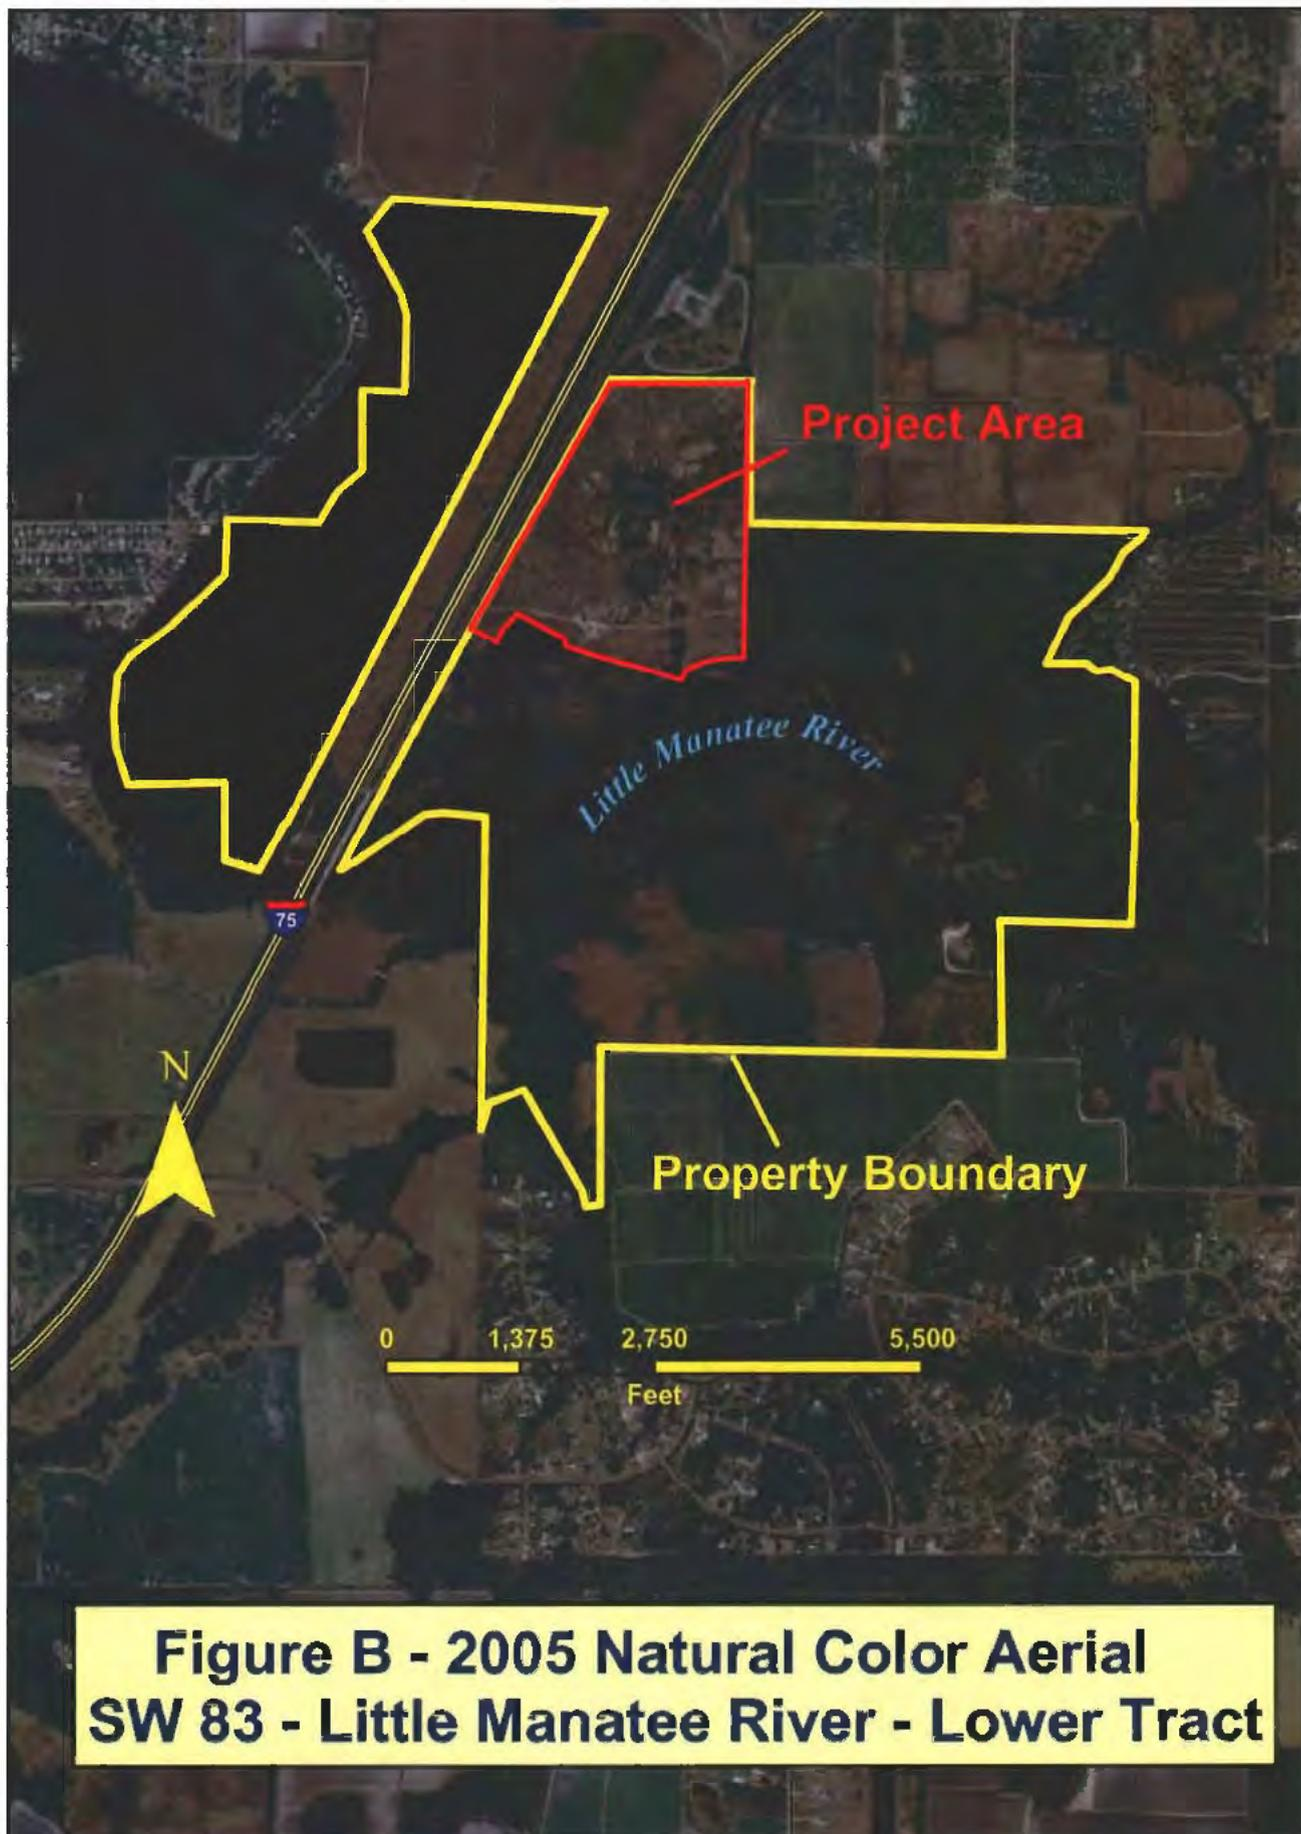 Project Area
Little Manatee River
75
N
Property Boundary
0 1,375 2,750 5,500
Feet
Figure B - 2005 Natural Color Aerial
SW 83 - Little Manatee River - Lower Tract